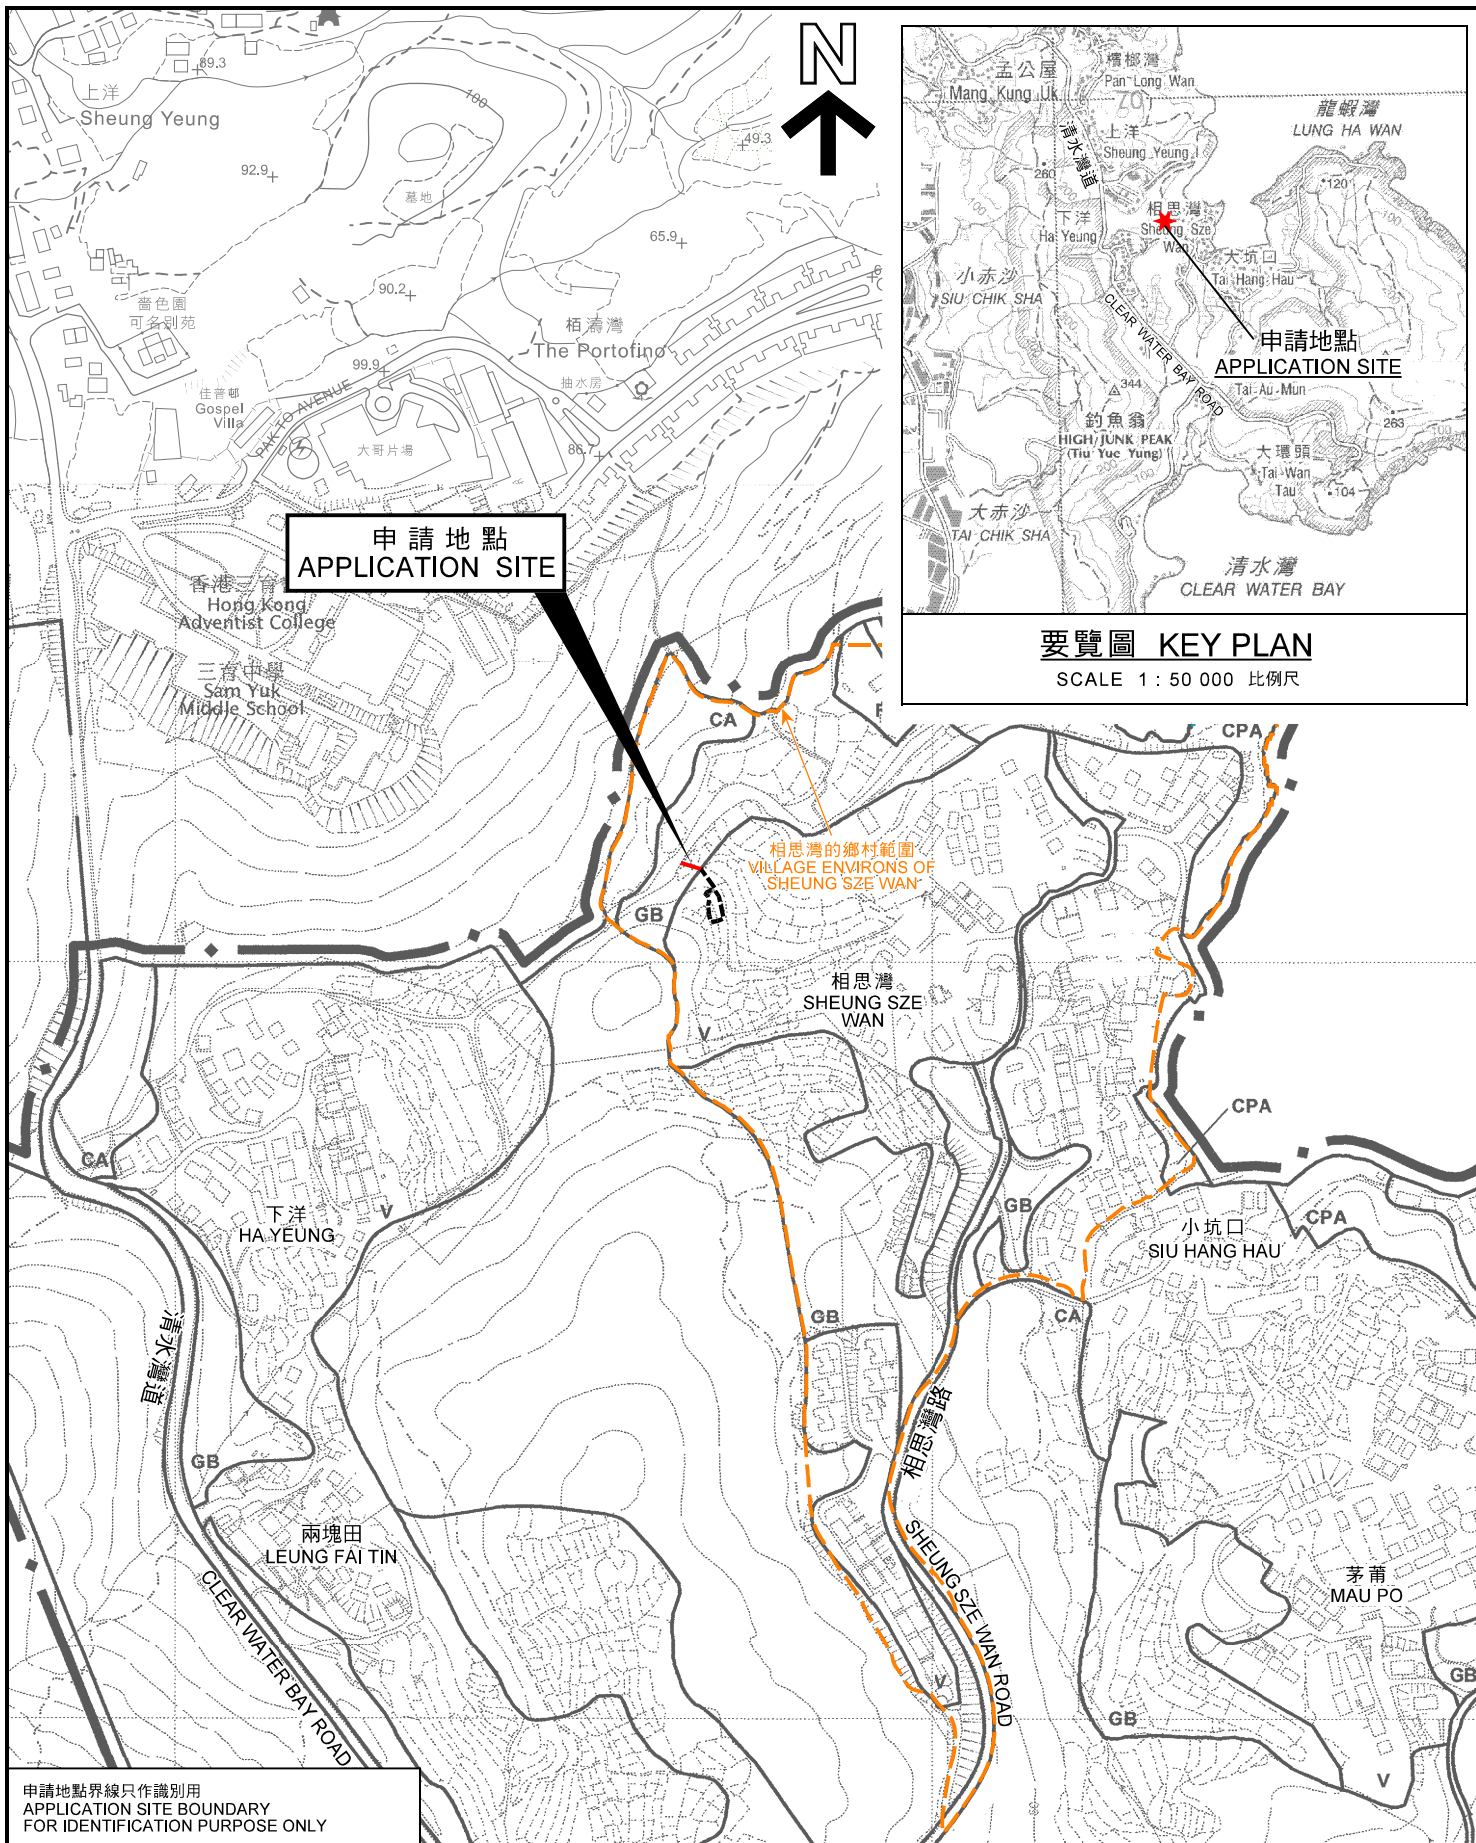 上洋
Sheung Yeung
89.3
100
92.9
墓地
49.3
65.9
90.2
嗇色園
可名別苑
栢濤灣
The Portofino
99.9
抽水房
佳普邨
Gospel
Villa
PAK TO AVENUE
大哥片場
86.7
N
孟公屋
Mang Kung Uk
檳榔灣
Pan Long Wan
龍蝦灣
LUNG HA WAN
清水灣道
上洋
Sheung Yeung
260
200
120
100
100
相思灣
Sheung Sze
Wan
下洋
Ha Yeung
大坑口
Tai Hang Hau
小赤沙
SIU CHIK SHA
CLEAR WATER BAY ROAD
申請地點
APPLICATION SITE
Tai Au Mun
344
釣魚翁
HIGH JUNK PEAK
(Tiu Yue Yung)
263
大環頭
Tai Wan
Tau
104
大赤沙
TAI CHIK SHA
清水灣
CLEAR WATER BAY
要覽圖 KEY PLAN
SCALE 1 : 50 000 比例尺
申請地點
APPLICATION SITE
香港三育
Hong Kong
Adventist College
三育中學
Sam Yuk
Middle School
CA
CPA
相思灣的鄉村範圍
VILLAGE ENVIRONS OF
SHEUNG SZE WAN
GB
相思灣
SHEUNG SZE
WAN
V
CPA
CA
下洋
HA YEUNG
V
GB
CPA
小坑口
SIU HANG HAU
GB
CA
清水灣道
相思灣路
GB
兩塊田
LEUNG FAI TIN
SHEUNG SZE WAN ROAD
茅莆
MAU PO
CLEAR WATER BAY ROAD
V
GB
GB
V
申請地點界線只作識別用
APPLICATION SITE BOUNDARY
FOR IDENTIFICATION PURPOSE ONLY